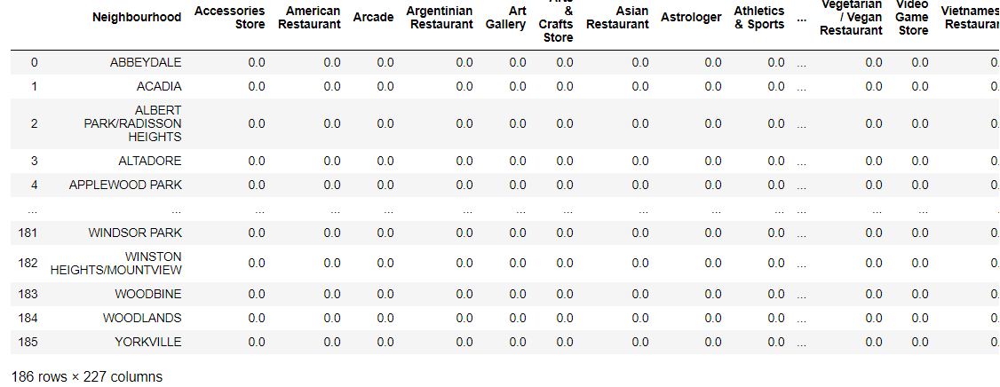 Neighbourhood Accessories Store American Restaurant Arcade Argentinian Restaurant Art Gallery Arts & Crafts Store Asian Restaurant Astrologer Athletics & Sports ... Vegetarian / Vegan Restaurant Video Game Store
0 ABBEYDALE 0.0 0.0 0.0 0.0 0.0 0.0 0.0 0.0 0.0 ... 0.0 0.0 0.
1 ACADIA 0.0 0.0 0.0 0.0 0.0 0.0 0.0 0.0 0.0 ... 0.0 0.0 0.
2 ALBERT PARK/RADISSON HEIGHTS 0.0 0.0 0.0 0.0 0.0 0.0 0.0 0.0 0.0 ... 0.0 0.0 0.
3 ALTADORE 0.0 0.0 0.0 0.0 0.0 0.0 0.0 0.0 0.0 ... 0.0 0.0 0.
4 APPLEWOOD PARK 0.0 0.0 0.0 0.0 0.0 0.0 0.0 0.0 0.0 ... 0.0 0.0 0.
... ... ... ... ... ... ... ... ... ... ... ... ... ...
181 WINDSOR PARK 0.0 0.0 0.0 0.0 0.0 0.0 0.0 0.0 0.0 ... 0.0 0.0 0.
182 WINSTON HEIGHTS/MOUNTVIEW 0.0 0.0 0.0 0.0 0.0 0.0 0.0 0.0 0.0 ... 0.0 0.0 0.
183 WOODBINE 0.0 0.0 0.0 0.0 0.0 0.0 0.0 0.0 0.0 ... 0.0 0.0 0.
184 WOODLANDS 0.0 0.0 0.0 0.0 0.0 0.0 0.0 0.0 0.0 ... 0.0 0.0 0.
185 YORKVILLE 0.0 0.0 0.0 0.0 0.0 0.0 0.0 0.0 0.0 ... 0.0 0.0 0.
186 rows × 227 columns